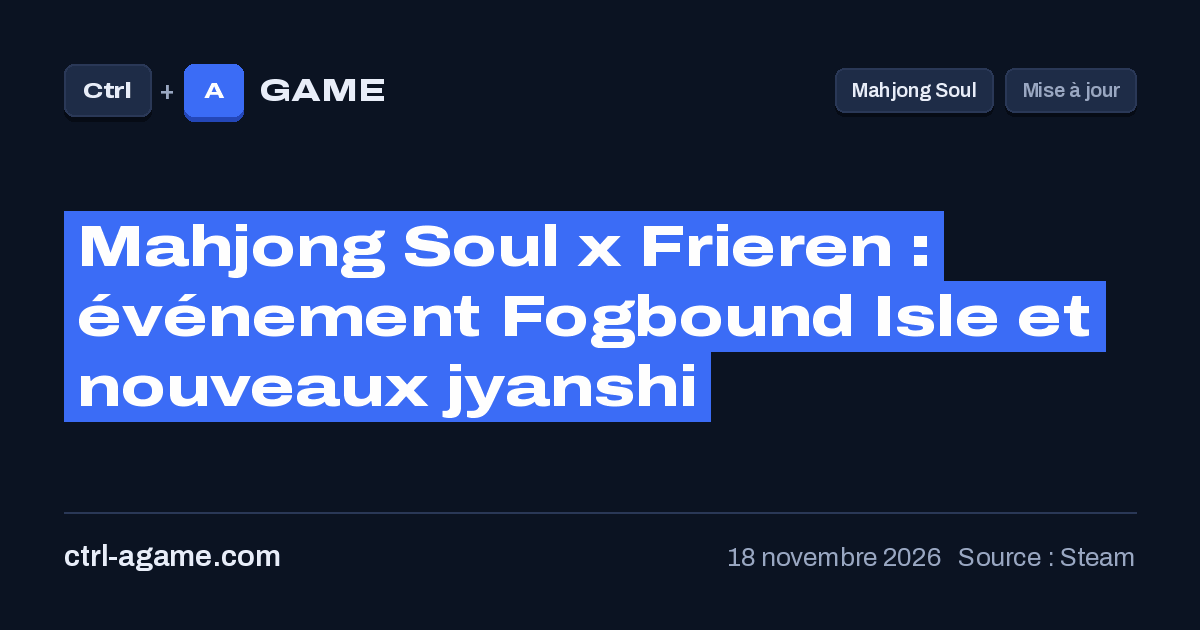 Ctrl + A GAME
Mahjong Soul
Mise à jour
Mahjong Soul x Frieren :
événement Fogbound Isle et
nouveaux jyanshi
ctrl-agame.com
18 novembre 2026 Source : Steam